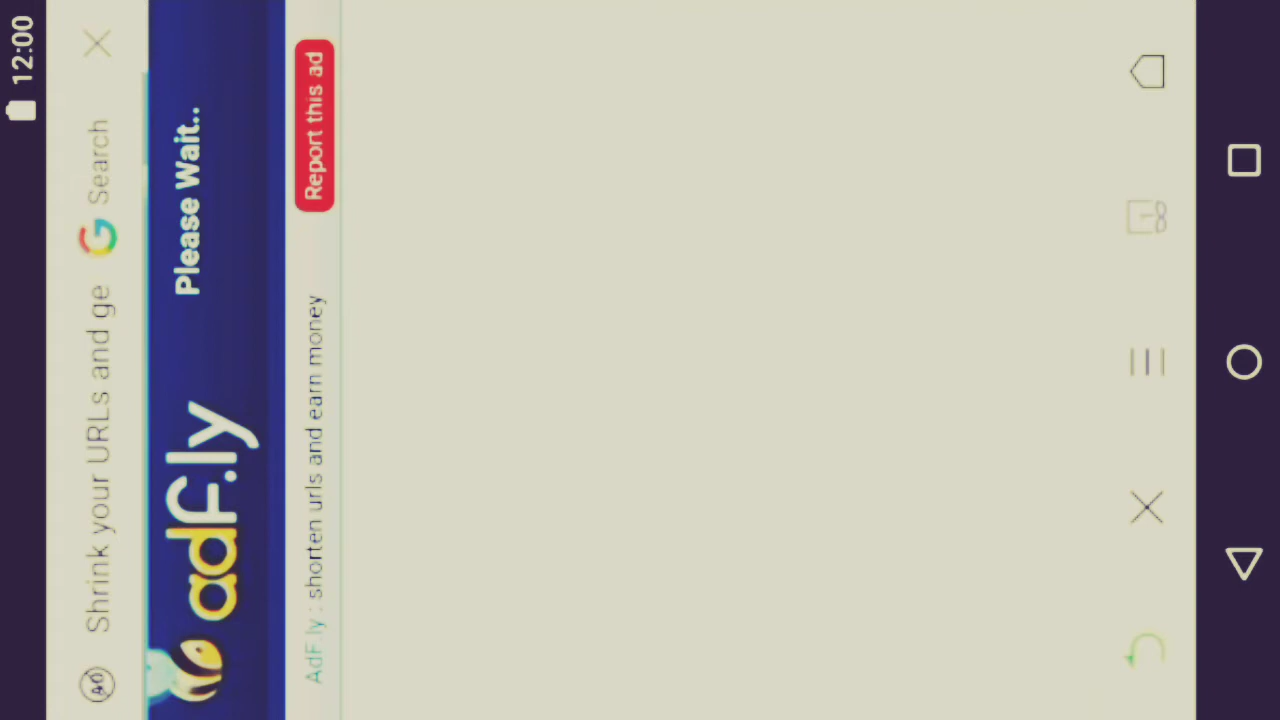 12:00
Shrink your URLs and ge
Search
adf.ly
Please Wait..
AdF.ly : shorten urls and earn money
Report this ad